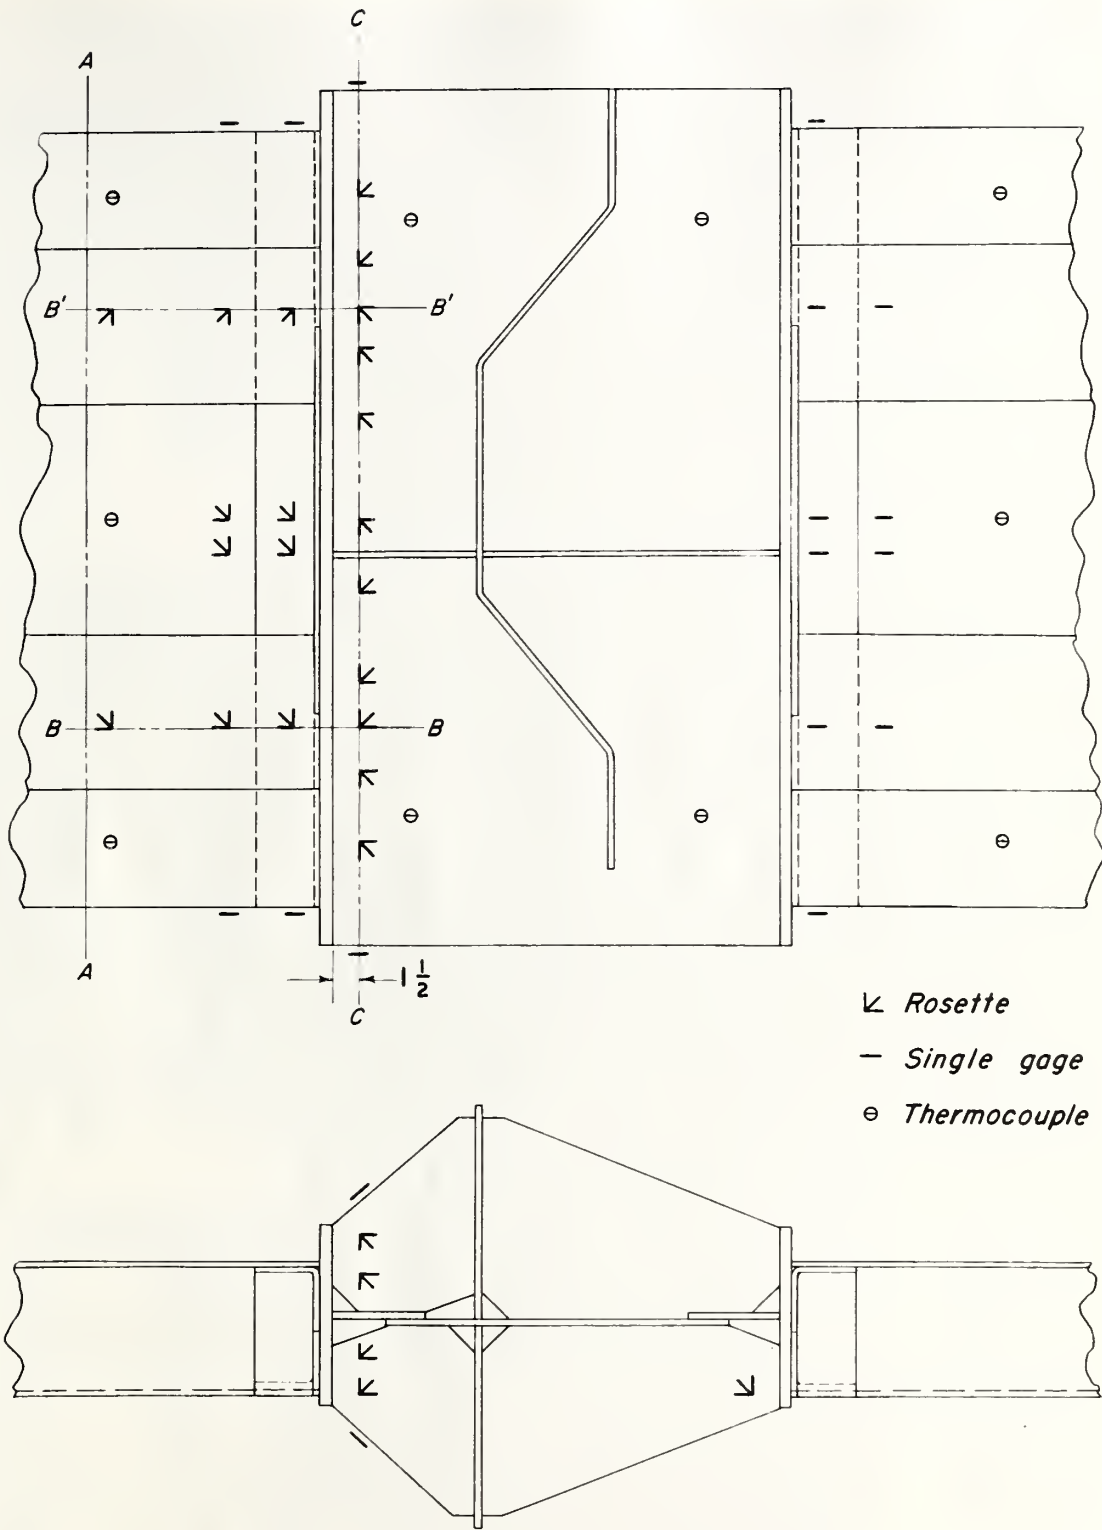 C
A
B' B'
B B
A
1 1/2
C
Rosette
Single gage
Thermocouple